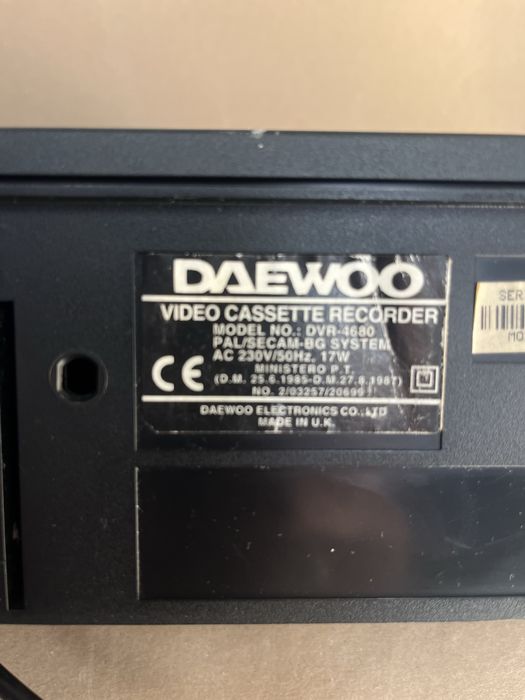 DAEWOO
VIDEO CASSETTE RECORDER
MODEL NO.: DVR-4680
PAL/SECAM-BG SYSTEM
AC 230V/50Hz, 17W
MINISTERO P.T.
(D.M. 25.6.1985-D.M.27.8.1987)
NO. 2/03257/20699
CE
DAEWOO ELECTRONICS CO., LTD
MADE IN U.K.
SER
MO